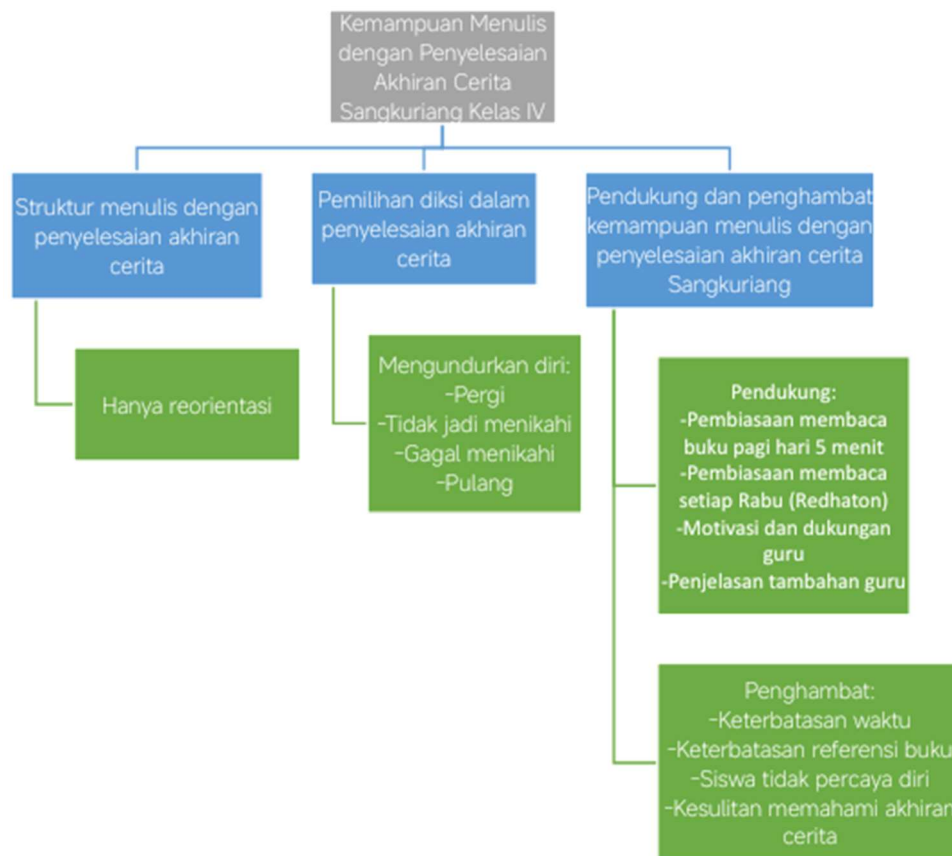 Kemampuan Menulis
dengan Penyelesaian
Akhiran Cerita
Sangkuriang Kelas IV
Struktur menulis dengan
penyelesaian akhiran
cerita
Hanya reorientasi
Pemilihan diksi dalam
penyelesaian akhiran
cerita
Mengundurkan diri:
-Pergi
-Tidak jadi menikahi
-Gagal menikahi
-Pulang
Pendukung dan penghambat
kemampuan menulis dengan
penyelesaian akhiran cerita
Sangkuriang
Pendukung:
-Pembiasaan membaca
buku pagi hari 5 menit
-Pembiasaan membaca
setiap Rabu (Redhaton)
-Motivasi dan dukungan
guru
-Penjelasan tambahan guru
Penghambat:
-Keterbatasan waktu
-Keterbatasan referensi buku
-Siswa tidak percaya diri
-Kesulitan memahami akhiran
cerita